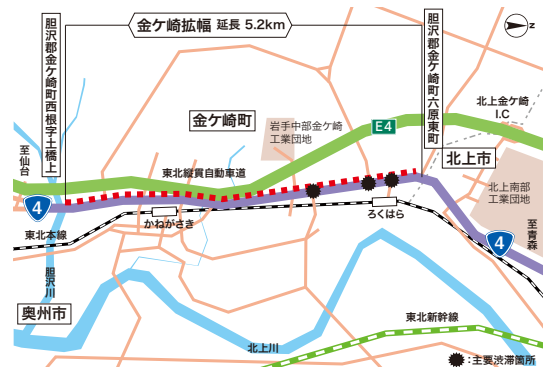 金ケ崎拡幅 延長 5.2km
胆沢郡金ケ崎町西根字土橋上
胆沢郡金ケ崎町六原東町
N
金ケ崎町
岩手中部金ケ崎
工業団地
E4
北上金ケ崎
I.C
北上市
至仙台
東北縦貫自動車道
北上南部
工業団地
4
かねがさき
ろくはら
至青森
東北本線
4
胆沢川
奥州市
東北新幹線
北上川
:主要渋滞箇所